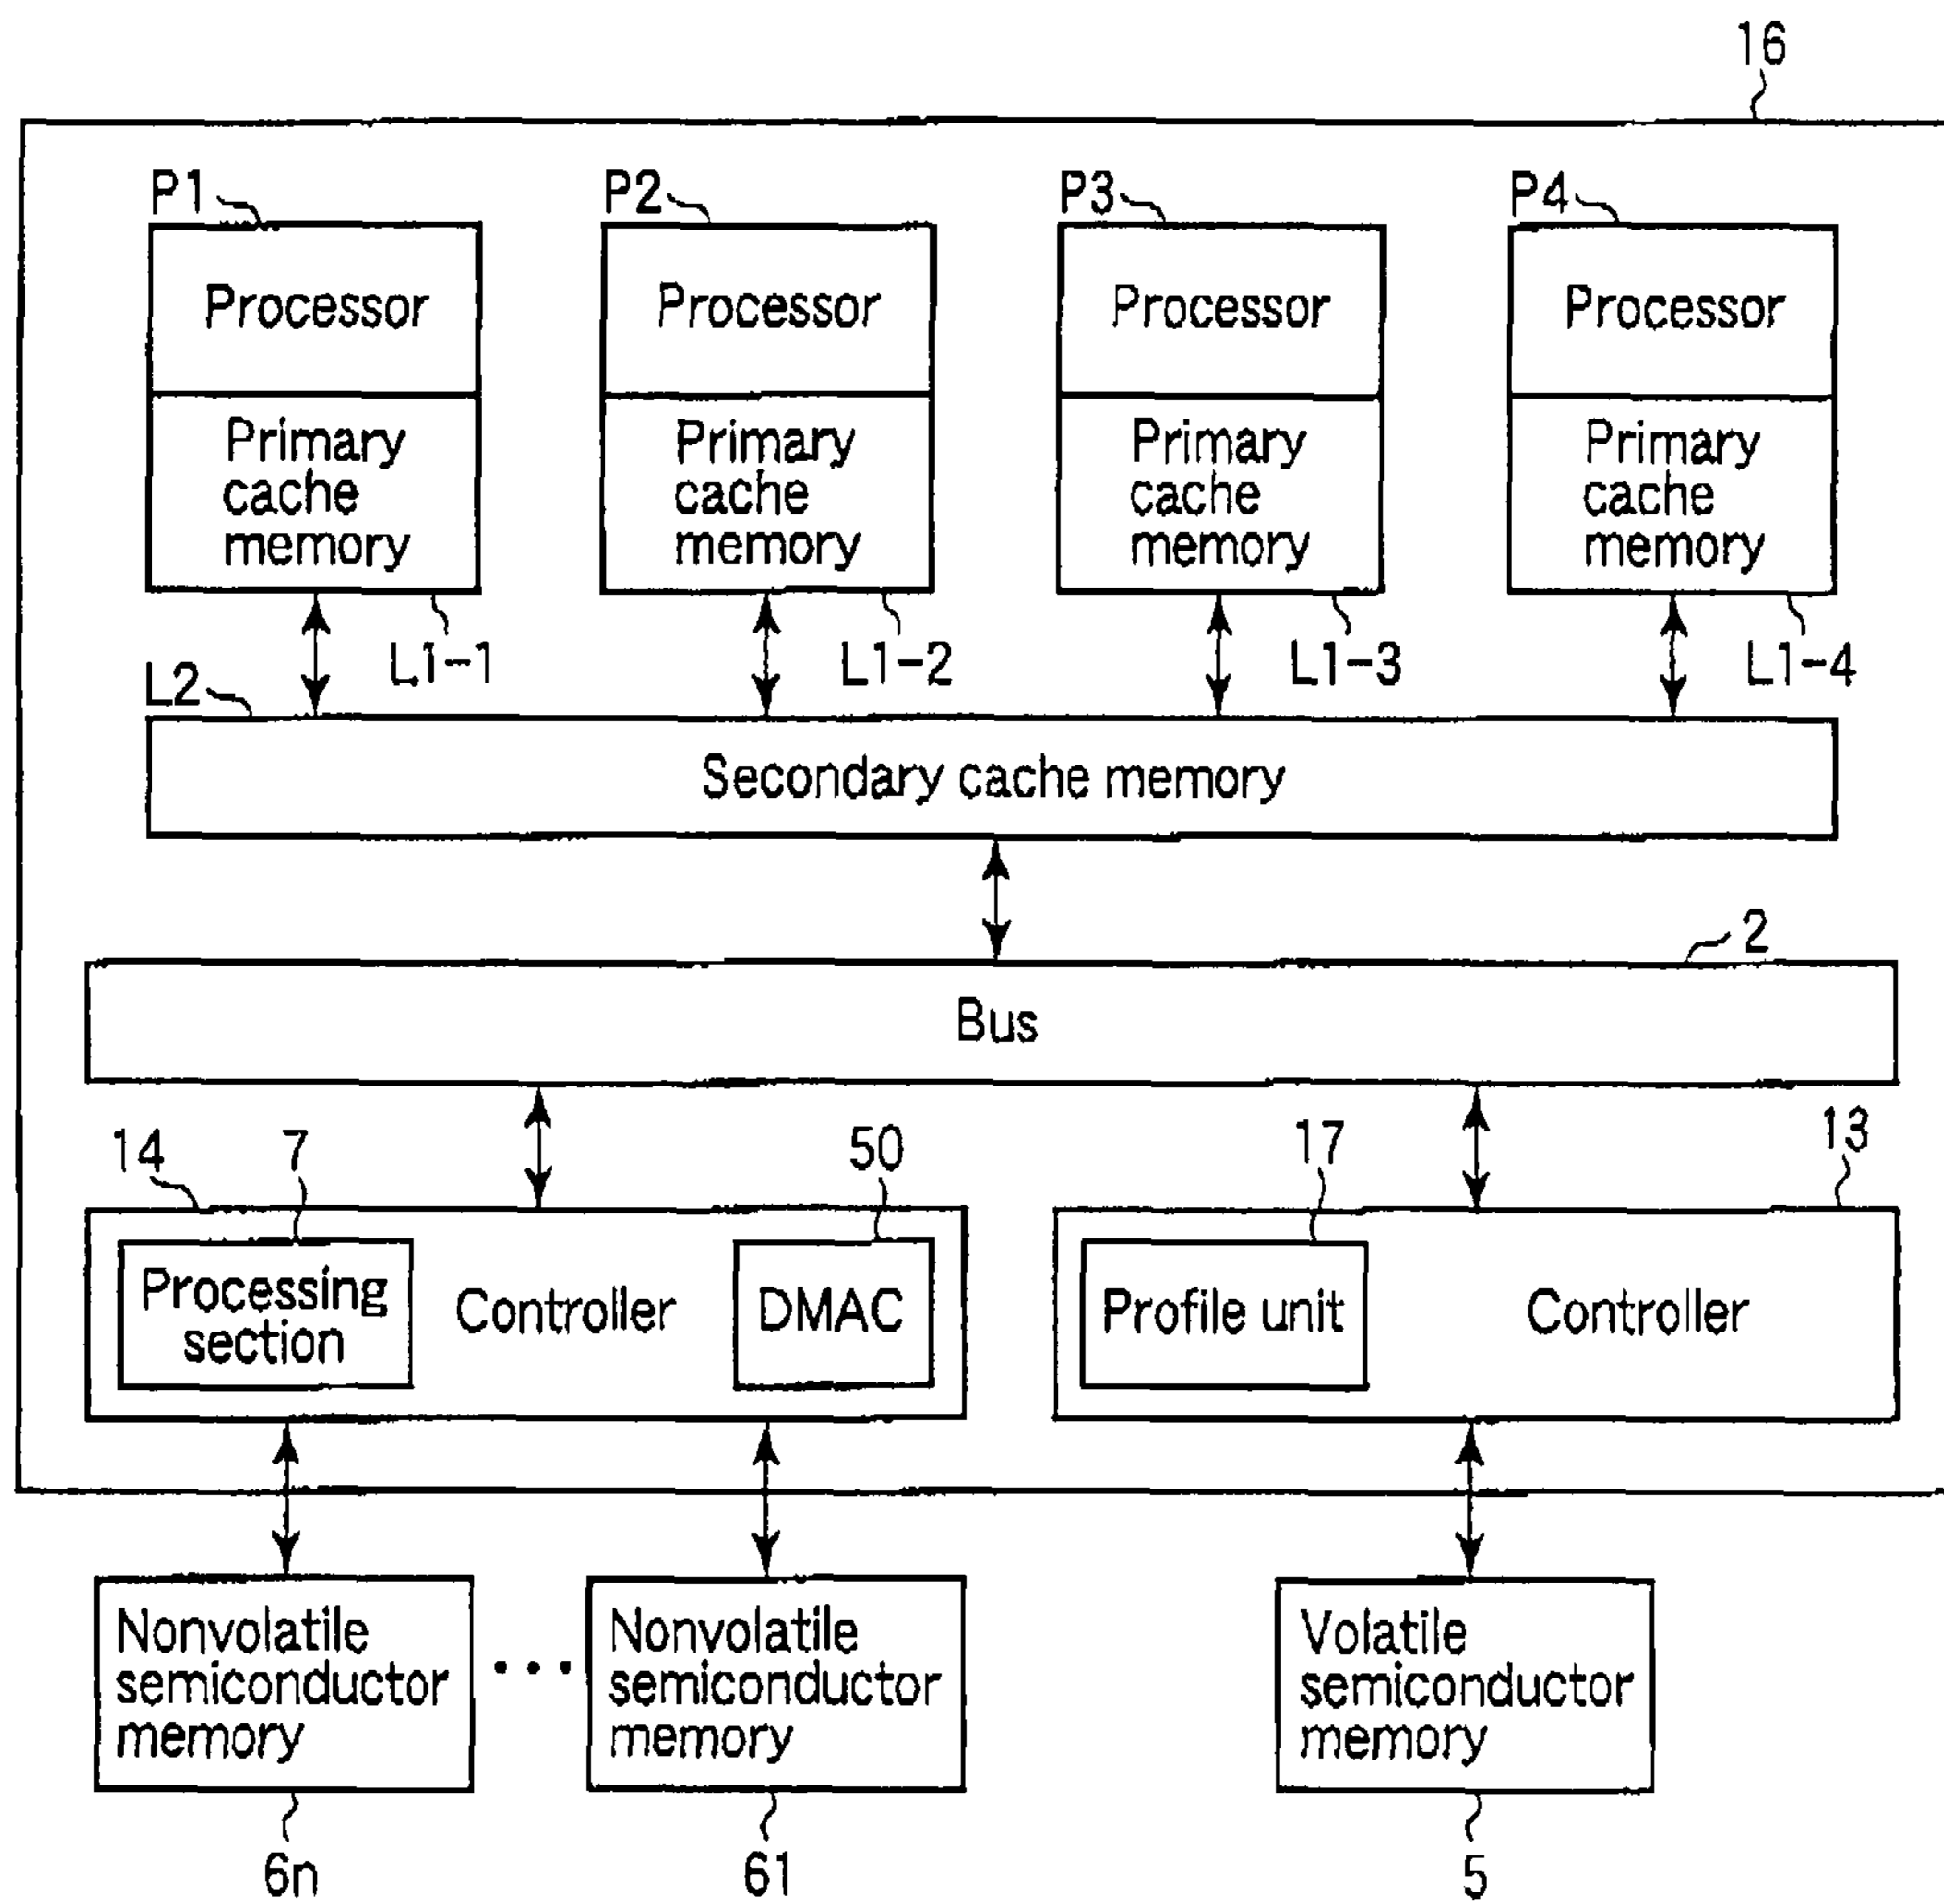 16
P1
P2
P3
P4
Processor
Processor
Processor
Processor
Primary
cache
memory
Primary
cache
memory
Primary
cache
memory
Primary
cache
memory
L1-1
L1-2
L1-3
L1-4
L2
Secondary cache memory
2
Bus
14
7
50
17
13
Processing
section
Controller
DMAC
Profile unit
Controller
Nonvolatile
semiconductor
memory
...
Nonvolatile
semiconductor
memory
Volatile
semiconductor
memory
6n
61
5